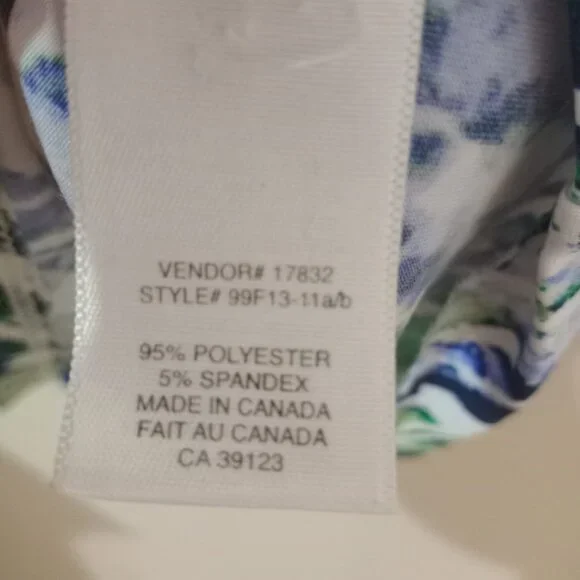 VENDOR# 17832
STYLE# 99F13-11a/b
95% POLYESTER
5% SPANDEX
MADE IN CANADA
FAIT AU CANADA
CA 39123